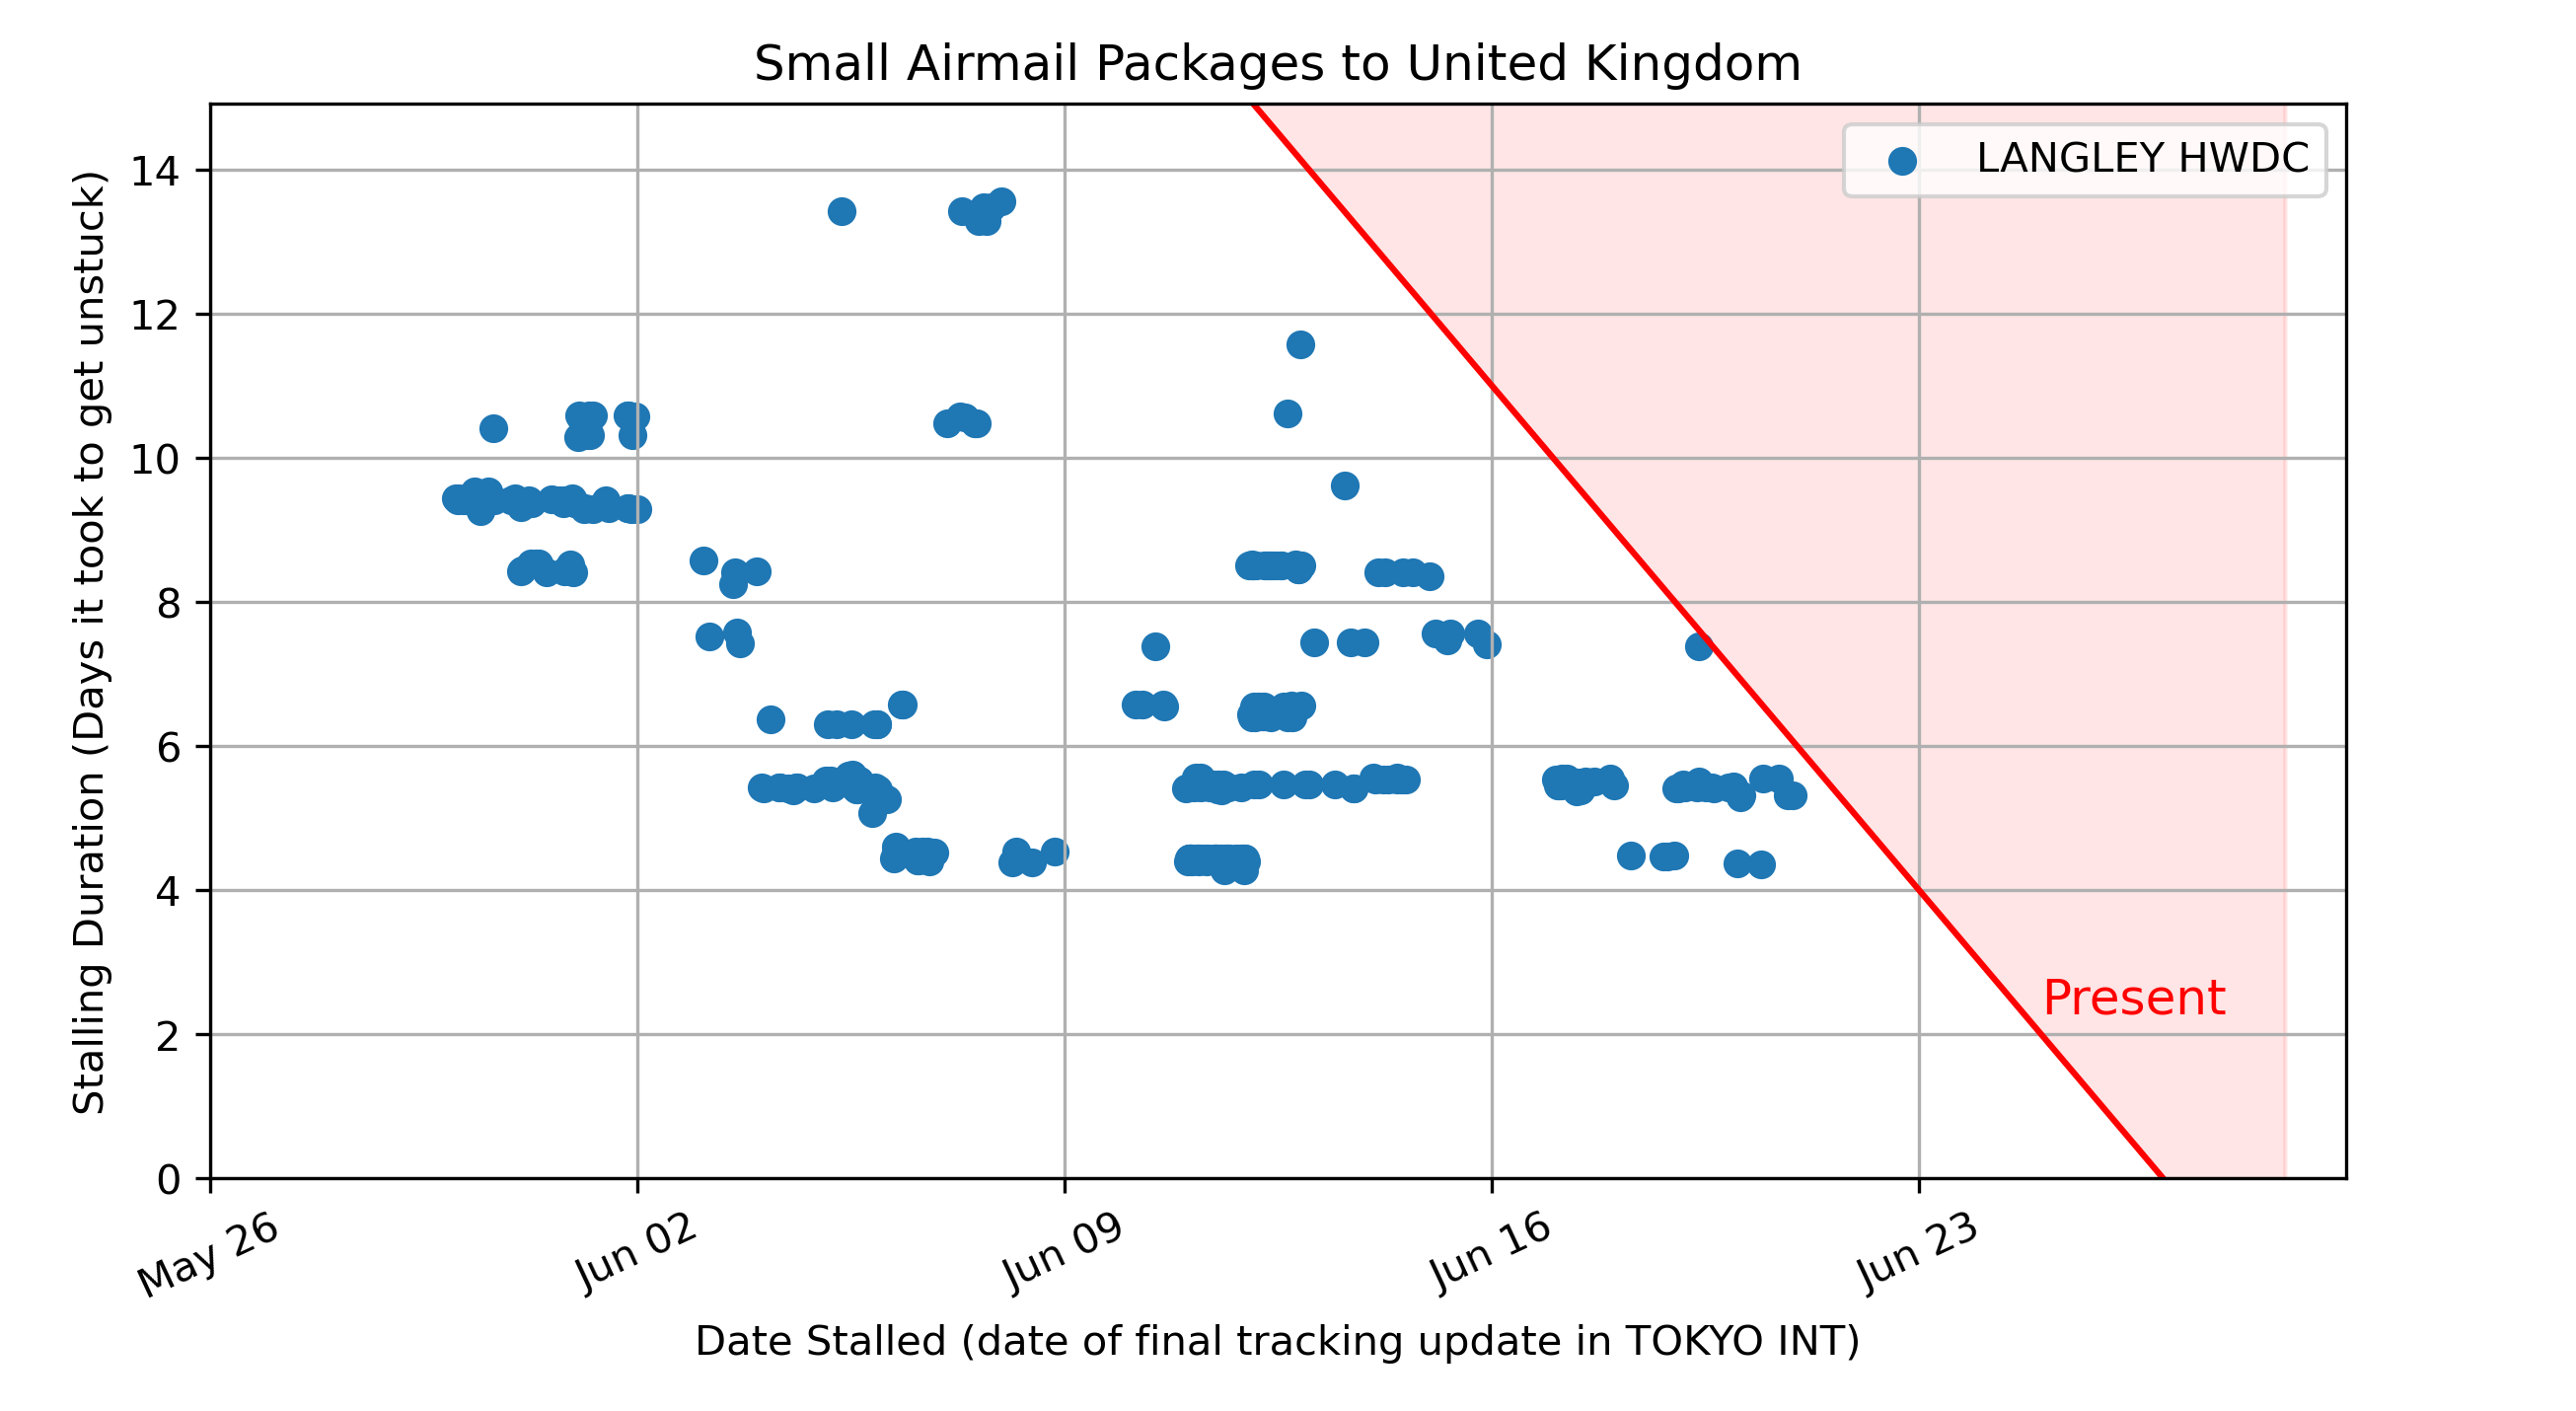 Small Airmail Packages to United Kingdom
LANGLEY HWDC
Stalling Duration (Days it took to get unstuck)
14
12
10
8
6
4
2
0
Present
May 26
Jun 02
Jun 09
Jun 16
Jun 23
Date Stalled (date of final tracking update in TOKYO INT)